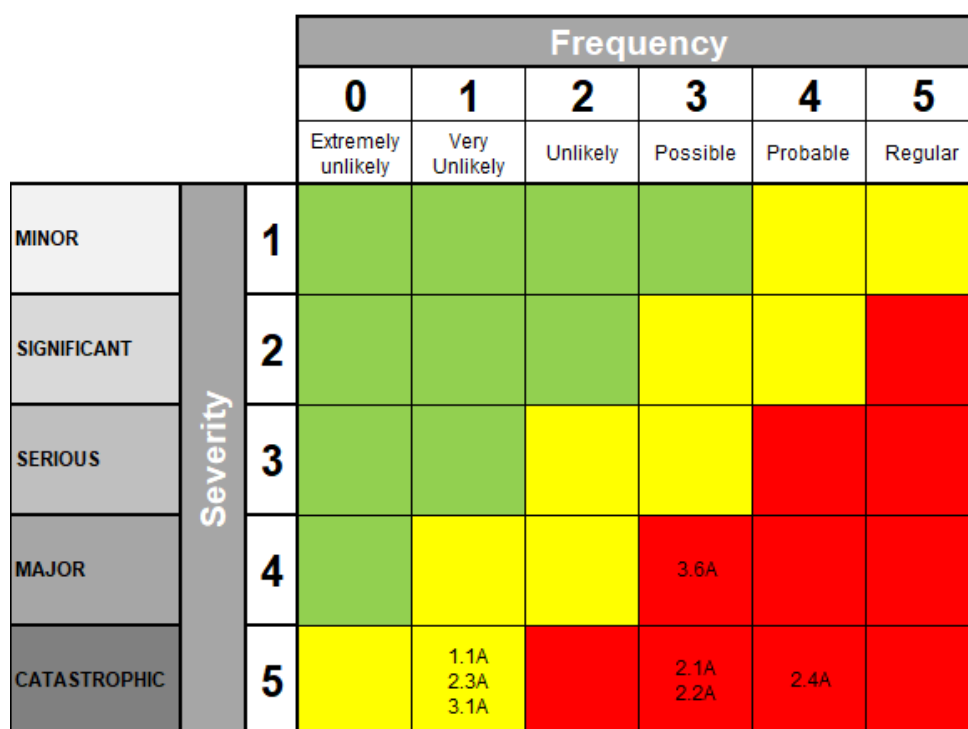 Frequency
0 1 2 3 4 5
Extremely unlikely Very Unlikely Unlikely Possible Probable Regular
Severity
MINOR 1
SIGNIFICANT 2
SERIOUS 3
MAJOR 4 3.6A
CATASTROPHIC 5
1.1A
2.3A
3.1A
2.1A
2.2A
2.4A